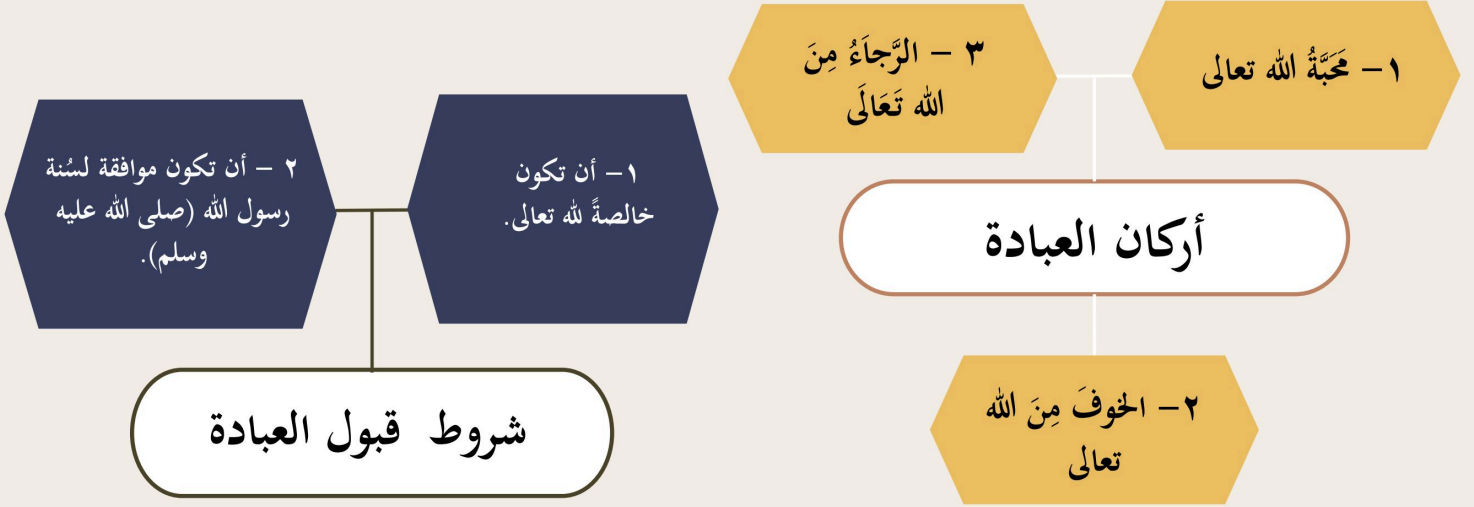 ١– مَحَبَّةُ الله تعالى
٣ – الرَّجاَءُ مِنَ
الله تَعَالَى
أركان العبادة
٢– الخوفَ مِنَ الله
تعالى
١– أن تكون
خالصةً لله تعالى.
٢ – أن تكون موافقة لسُنة
رسول الله (صلى الله عليه
وسلم).
شروط قبول العبادة